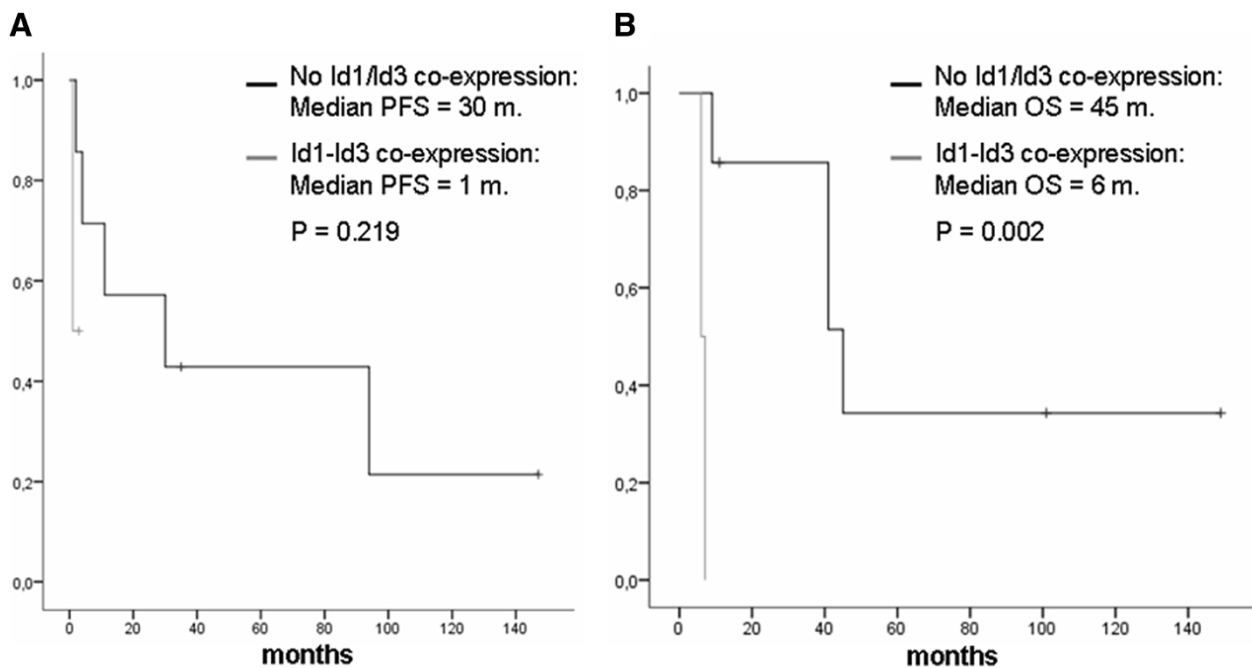 A
No Id1/Id3 co-expression:
Median PFS = 30 m.
Id1-Id3 co-expression:
Median PFS = 1 m.
P = 0.219
1,0
0,8
0,6
0,4
0,2
0,0
0 20 40 60 80 100 120 140
months
B
No Id1/Id3 co-expression:
Median OS = 45 m.
Id1-Id3 co-expression:
Median OS = 6 m.
P = 0.002
1,0
0,8
0,6
0,4
0,2
0,0
0 20 40 60 80 100 120 140
months